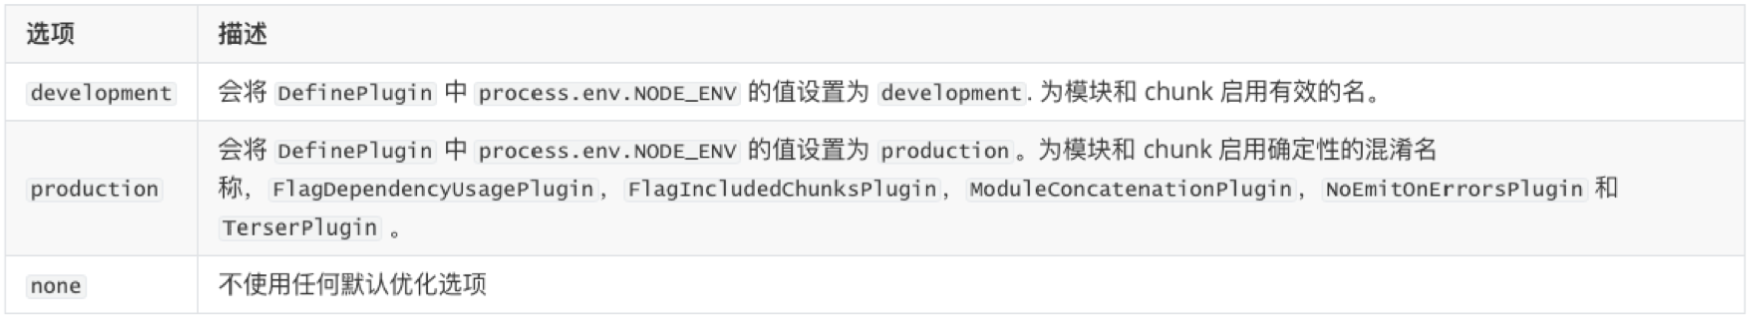 选项 描述
development 会将 DefinePlugin 中 process.env.NODE_ENV 的值设置为 development. 为模块和 chunk 启用有效的名。
会将 DefinePlugin 中 process.env.NODE_ENV 的值设置为 production。为模块和 chunk 启用确定性的混淆名
production 称，FlagDependencyUsagePlugin，FlagIncludedChunksPlugin，ModuleConcatenationPlugin，NoEmitOnErrorsPlugin 和
TerserPlugin 。
none 不使用任何默认优化选项